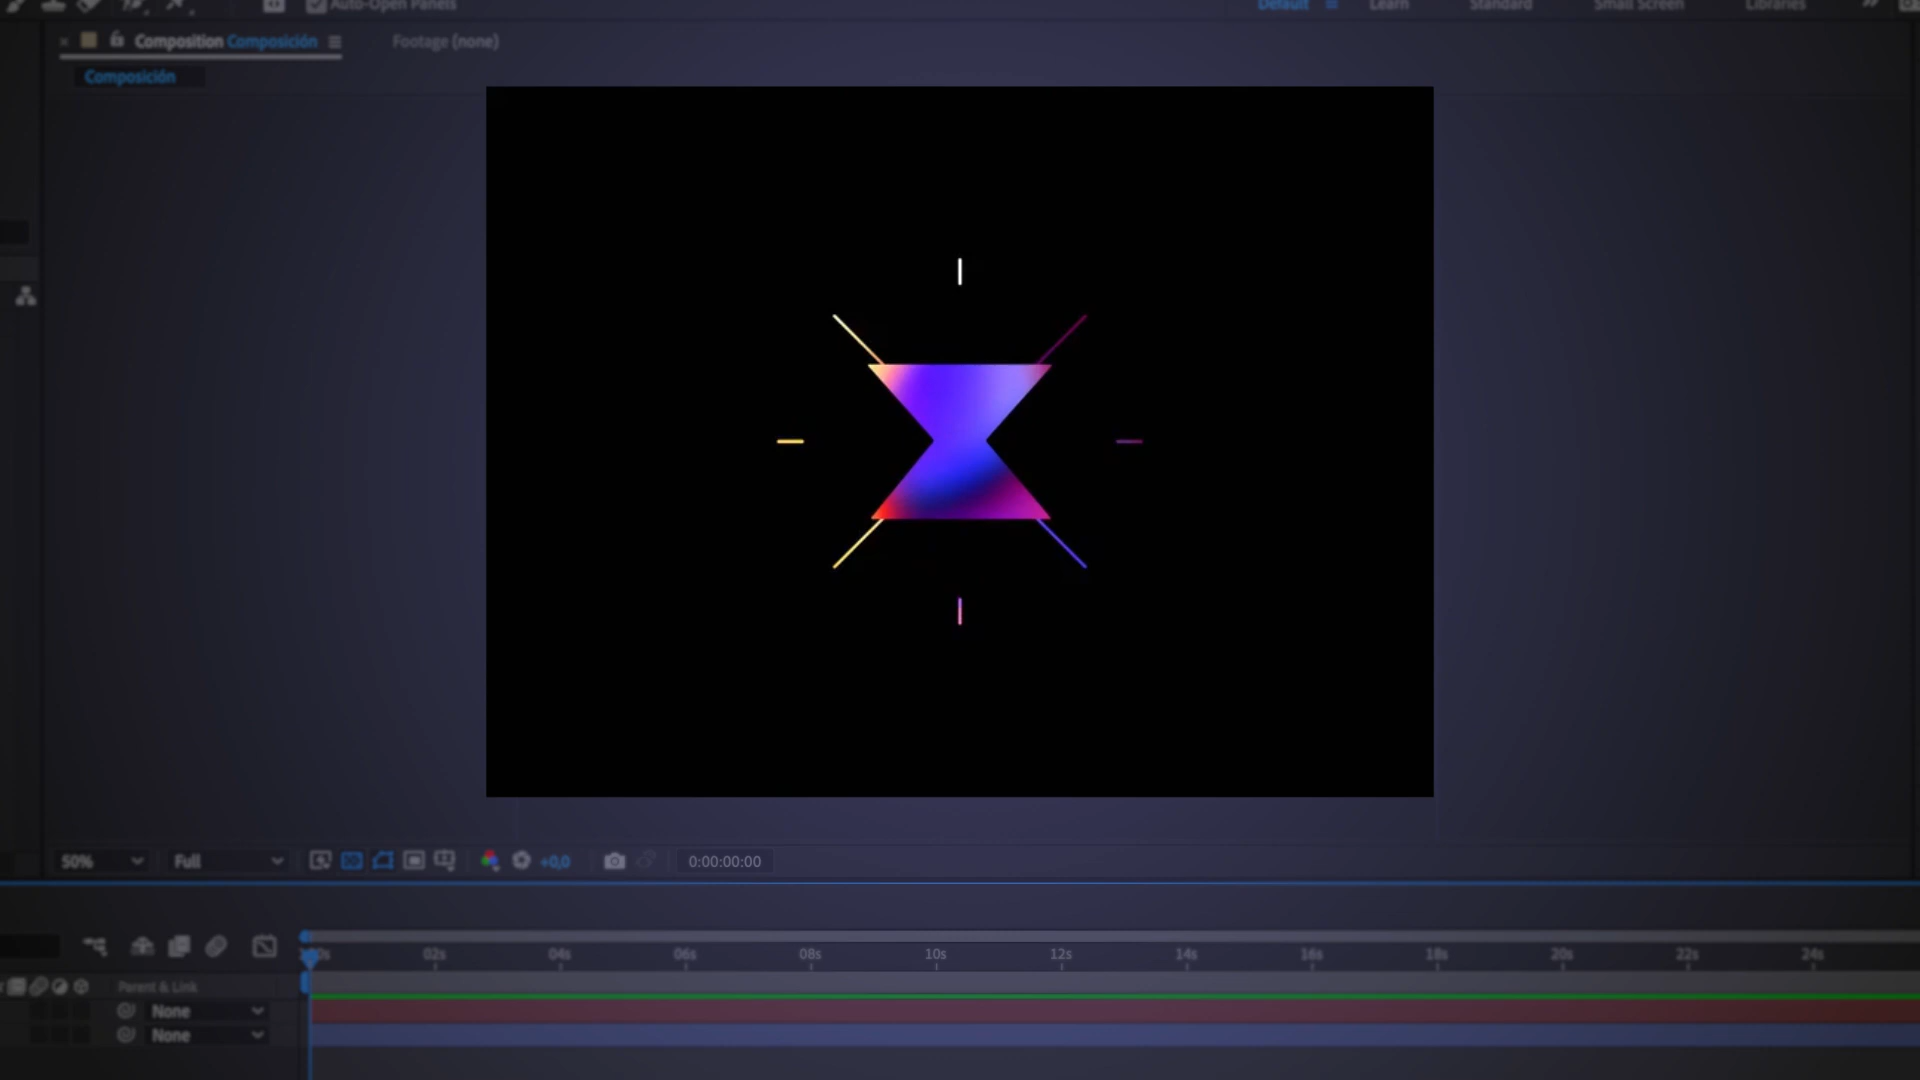 Auto-Open Panels
Default Learn Standard Small Screen Libraries
Composition Composición Footage (none)
Composición
50% Full +0,0 0:00:00:00
02s 04s 06s 08s 10s 12s 14s 16s 18s 20s 22s 24s
Parent & Link
None
None